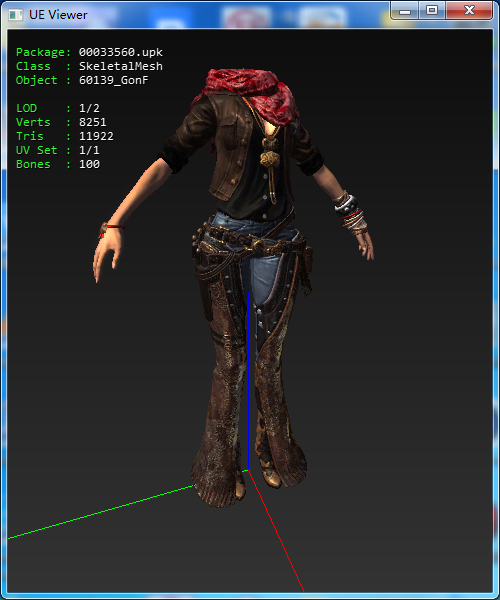 UE Viewer
Package: 00033560.upk
Class : SkeletalMesh
Object : 60139_GonF
LOD : 1/2
Verts : 8251
Tris : 11922
UV Set : 1/1
Bones : 100